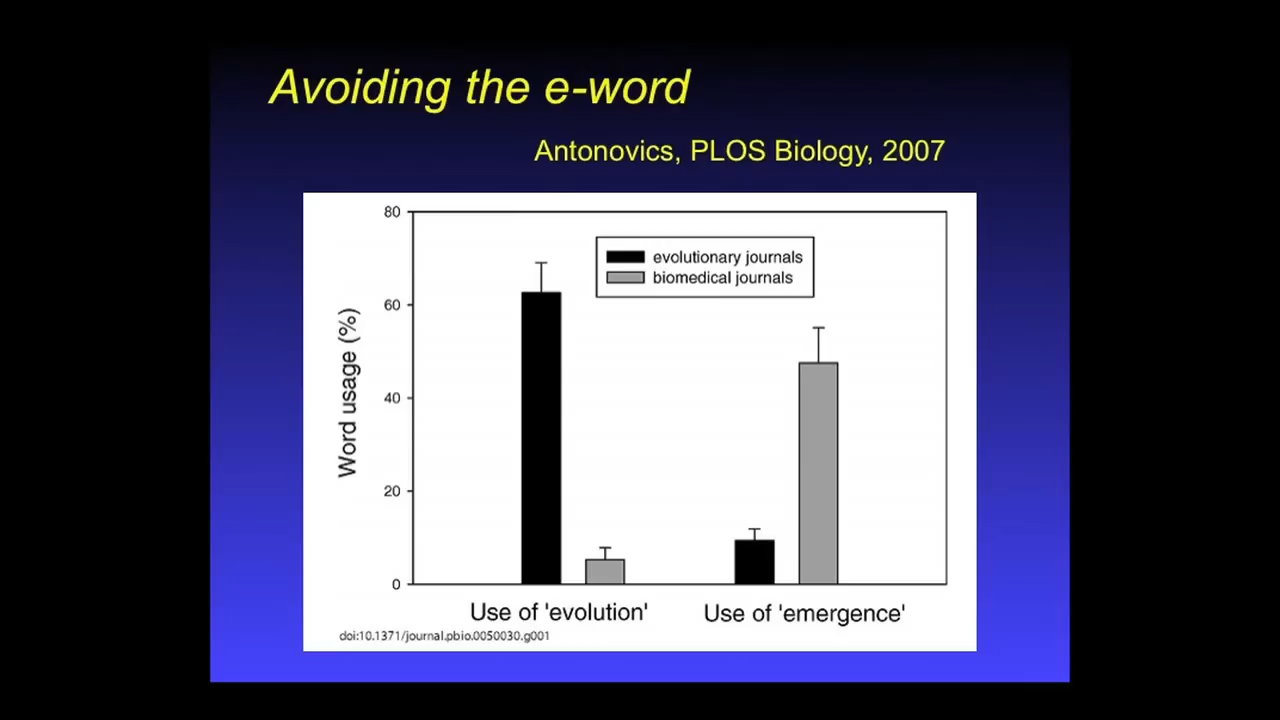 Avoiding the e-word
Antonovics, PLOS Biology, 2007
80
60
40
20
0
Word usage (%)
evolutionary journals
biomedical journals
Use of 'evolution'
Use of 'emergence'
doi:10.1371/journal.pbio.0050030.g001